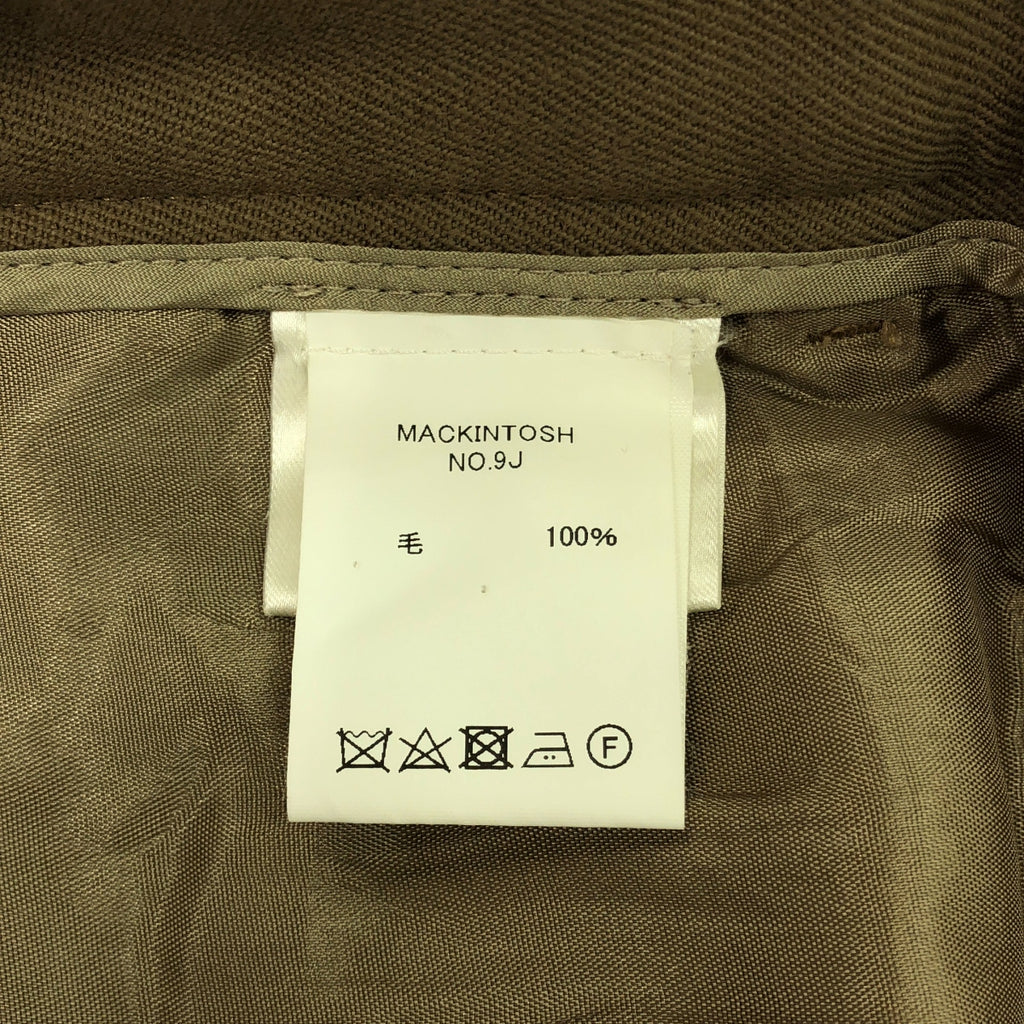 MACKINTOSH
NO.9J
毛 100%
F